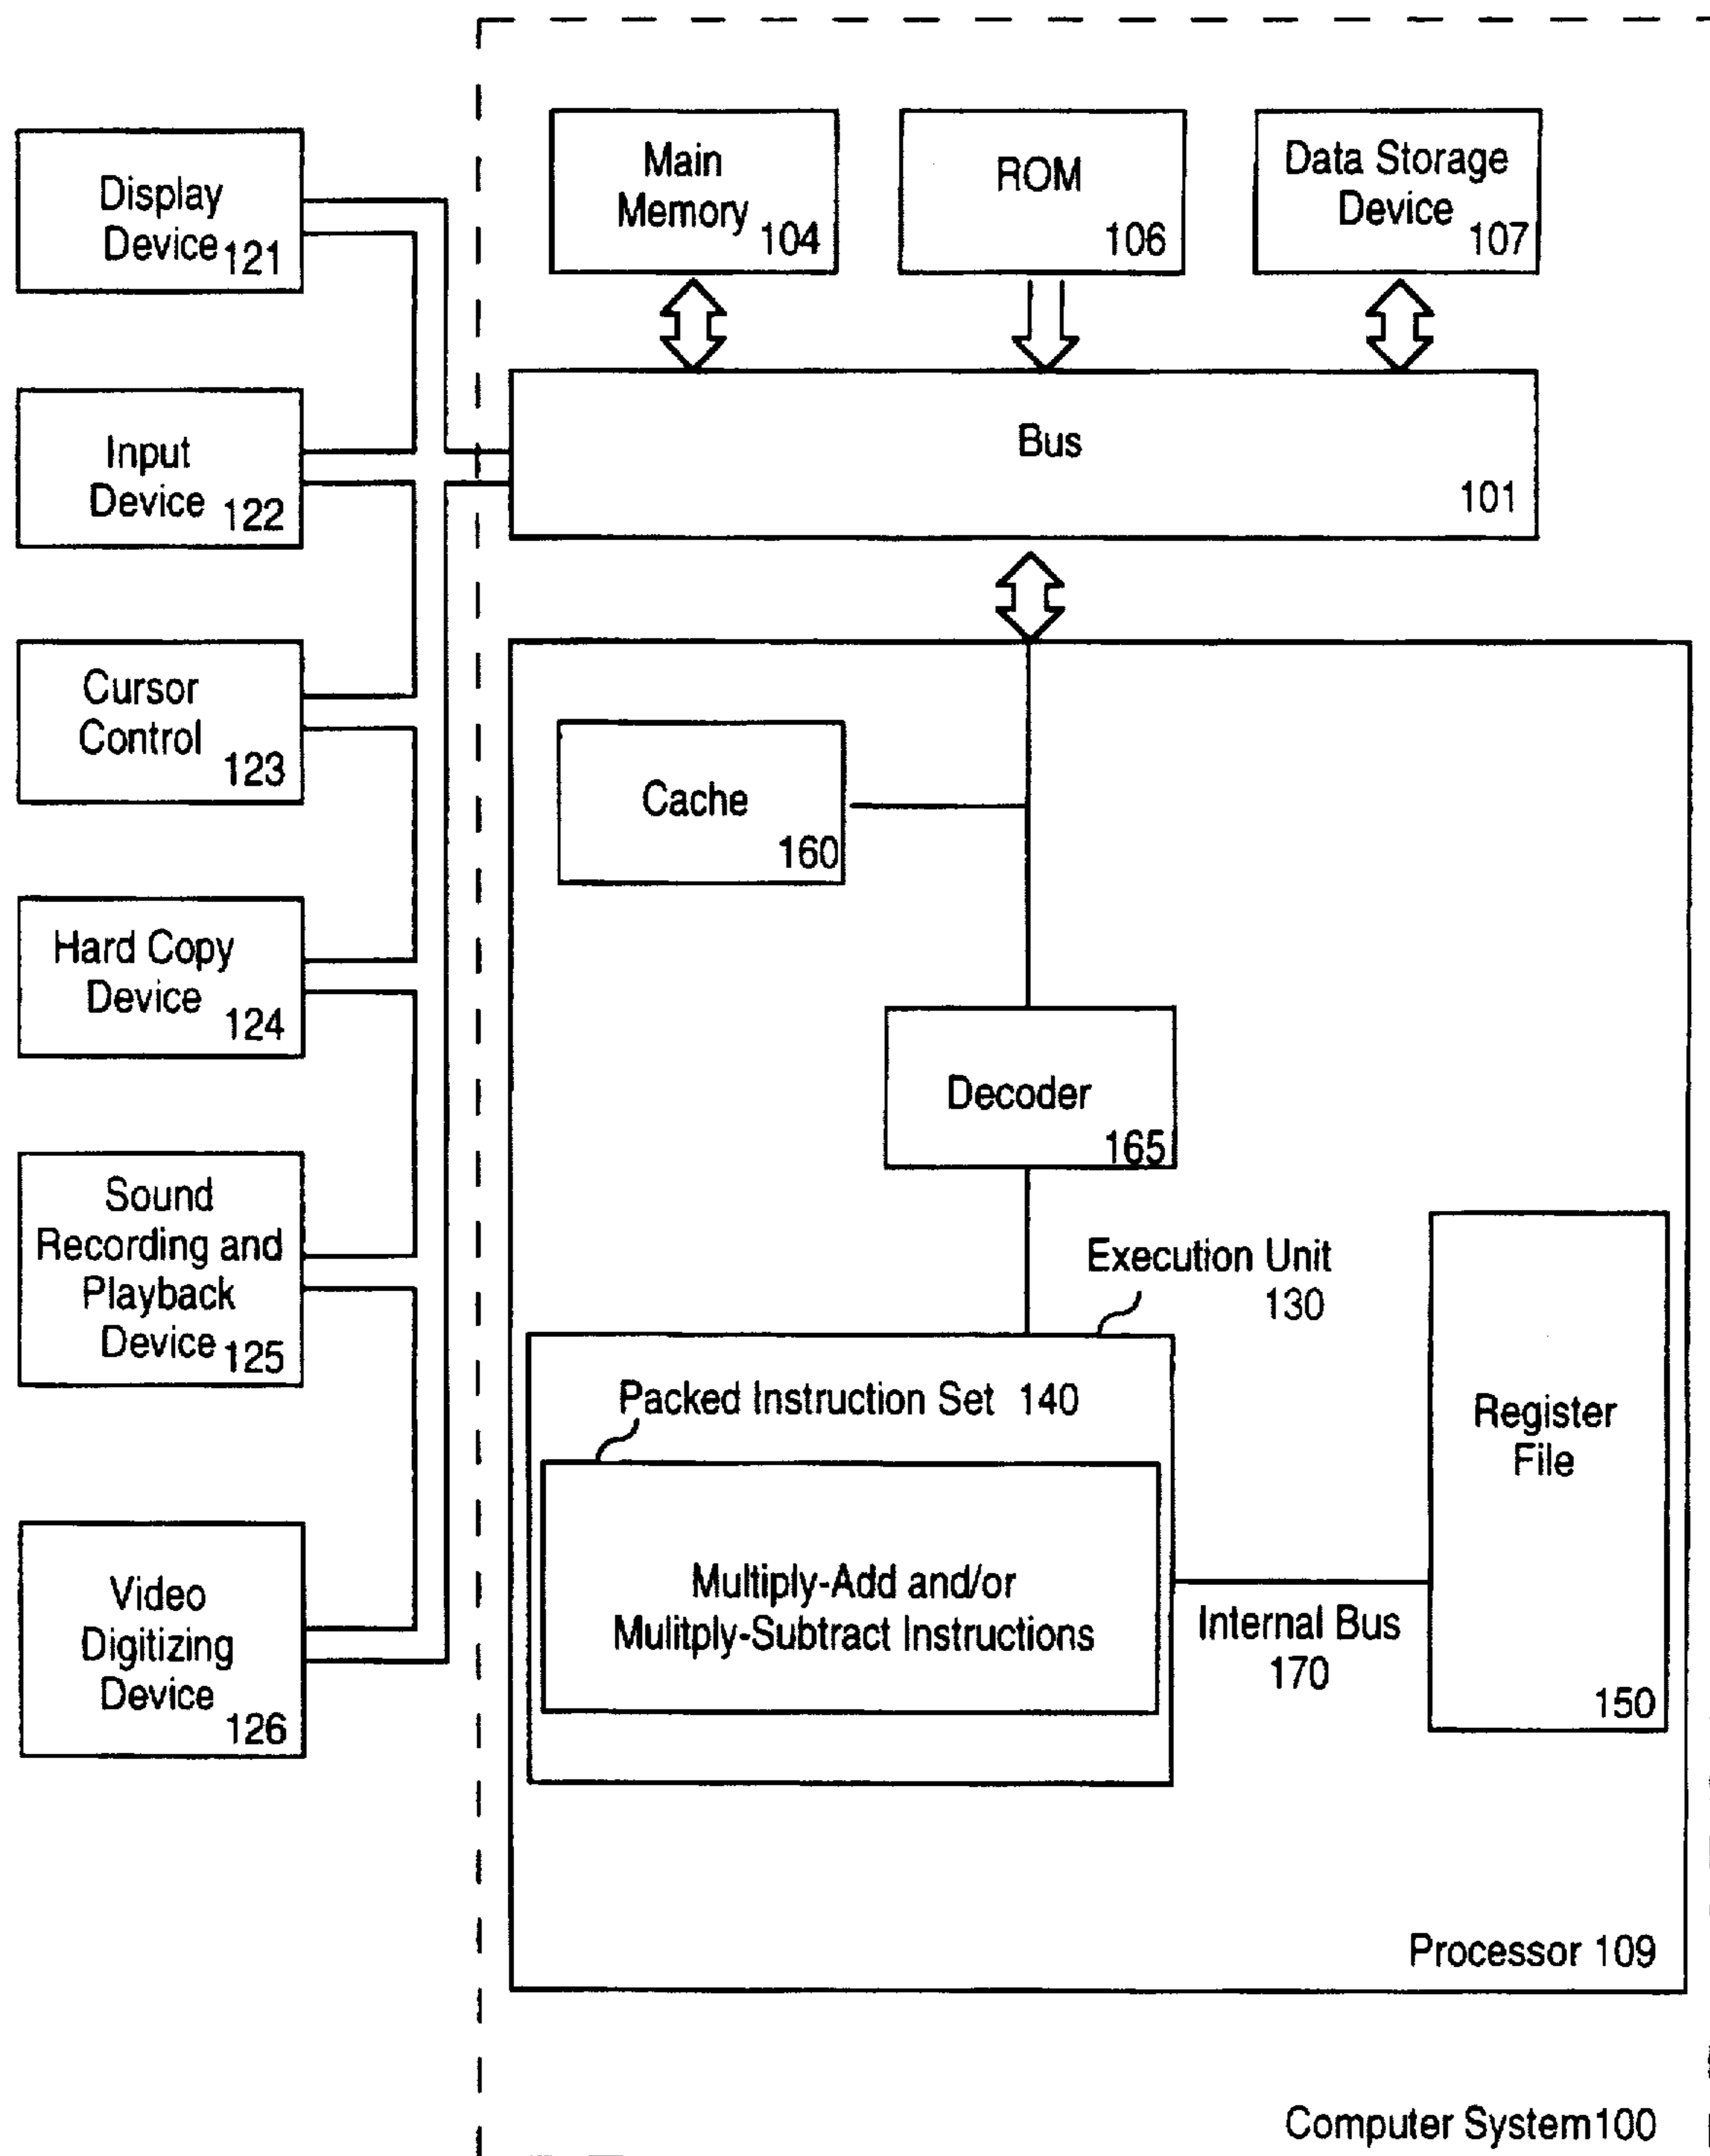 Display
Device 121
Input
Device 122
Cursor
Control
123
Hard Copy
Device
124
Sound
Recording and
Playback
Device 125
Video
Digitizing
Device
126
Main
Memory
104
ROM
106
Data Storage
Device
107
Bus
101
Cache
160
Decoder
165
Execution Unit
130
Packed Instruction Set 140
Multiply-Add and/or
Mulitply-Subtract Instructions
Internal Bus
170
Register
File
150
Processor 109
Computer System100